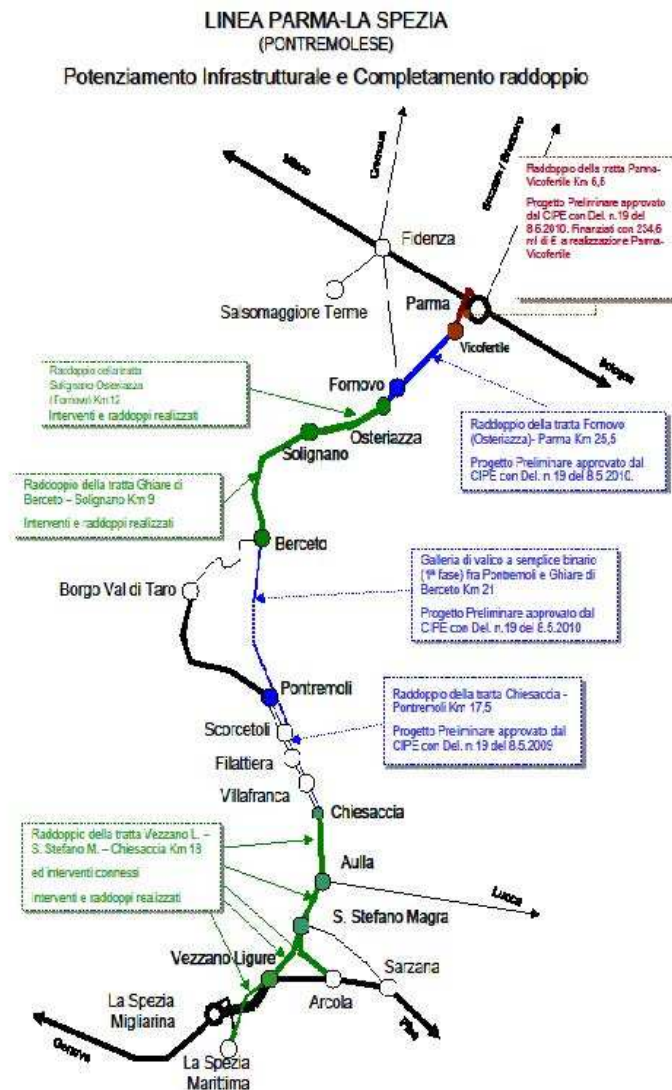 LINEA PARMA-LA SPEZIA
(PONTREMOLESE)
Potenziamento Infrastrutturale e Completamento raddoppio
Milano
Cremona
Raddoppio della tratta Parma-
Vicofertile Km
Progetto Preliminare approvato
dal CIPE con Del. n.19 del
8.5.2010. Finanziati con 234,6
ml di € a realizzazione Parma-
Vicofertile
Fidenza
Salsomaggiore Terme
Parma
Vicofertile
Bologna
Raddoppio della tratta
Solignano Osteriazza
(Fornovo) Km 12
Interventi e raddoppi realizzati
Fornovo
Osteriazza
Solignano
Raddoppio della tratta Fornovo
(Osteriazza)- Parma Km 25,5
Progetto Preliminare approvato dal
CIPE con Del. n.19 del 8.5.2010.
Raddoppio della tratta Ghiare di
Berceto – Solignano Km 9
Interventi e raddoppi realizzati
Berceto
Borgo Val di Taro
Galleria di valico a semplice binario
(1ª fase) fra Pontremoli e Ghiare di
Berceto Km 21
Progetto Preliminare approvato dal
CIPE con Del. n.19 del 8.5.2010
Pontremoli
Scorcetoli
Filattiera
Villafranca
Raddoppio della tratta Chiesaccia -
Pontremoli Km 17,5
Progetto Preliminare approvato dal
CIPE con Del. n.19 del 8.5.2009
Chiesaccia
Raddoppio della tratta Vezzano L. –
S. Stefano M. – Chiesaccia Km 18
ed interventi connessi
Interventi e raddoppi realizzati
Aulla
Lucca
S. Stefano Magra
Vezzano Ligure
Arcola
Sarzana
Pisa
La Spezia
Migliarina
Genova
La Spezia
Marittima